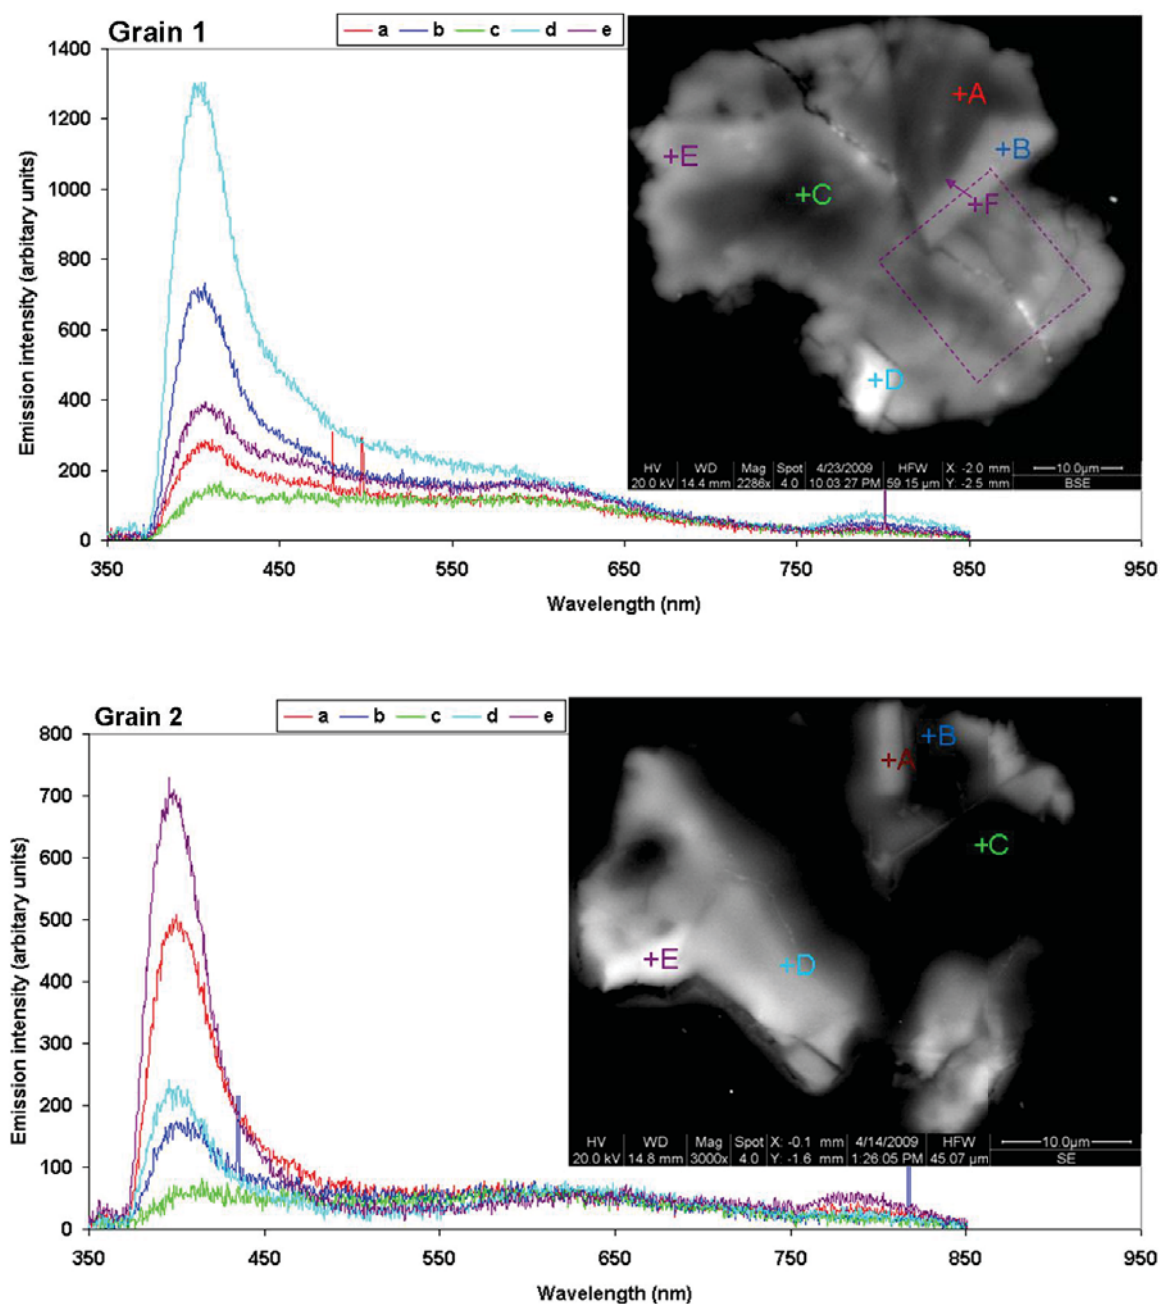 Grain 1
a b c d e
1400
1200
1000
800
600
400
200
0
Emission intensity (arbitary units)
350 450 550 650 750 850 950
Wavelength (nm)
+A
+B
+E
+C
+F
+D
HV WD Mag Spot 4/23/2009 HFW X: -2.0 mm 10.0µm
20.0 kV 14.4 mm 2286x 4.0 10:03:27 PM 59.15 µm Y: -2.5 mm BSE
Grain 2
a b c d e
800
700
600
500
400
300
200
100
0
Emission intensity (arbitary units)
350 450 550 650 750 850 950
Wavelength (nm)
+B
+A
+C
+E
+D
HV WD Mag Spot X: -0.1 mm 4/14/2009 HFW 10.0µm
20.0 kV 14.8 mm 3000x 4.0 Y: -1.6 mm 1:26:05 PM 45.07 µm SE